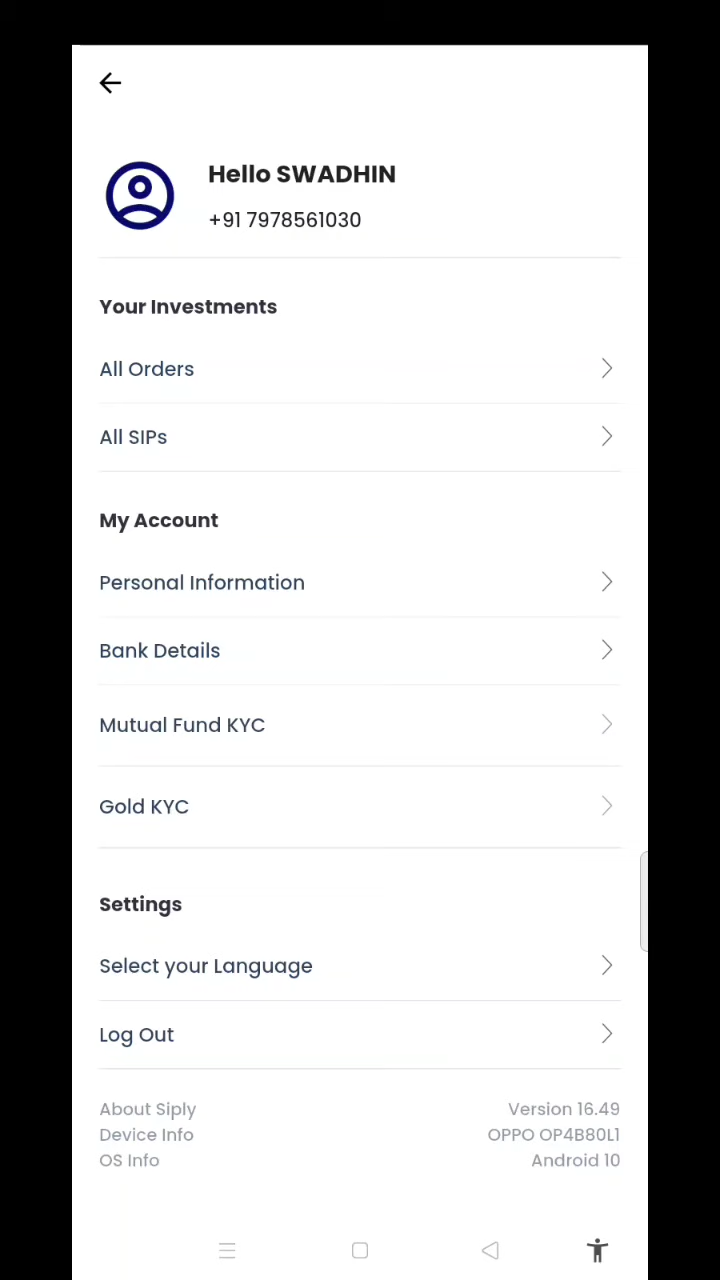 Hello SWADHIN
+91 7978561030
Your Investments
All Orders
All SIPs
My Account
Personal Information
Bank Details
Mutual Fund KYC
Gold KYC
Settings
Select your Language
Log Out
About Siply Version 16.49
Device Info OPPO OP4B80L1
OS Info Android 10